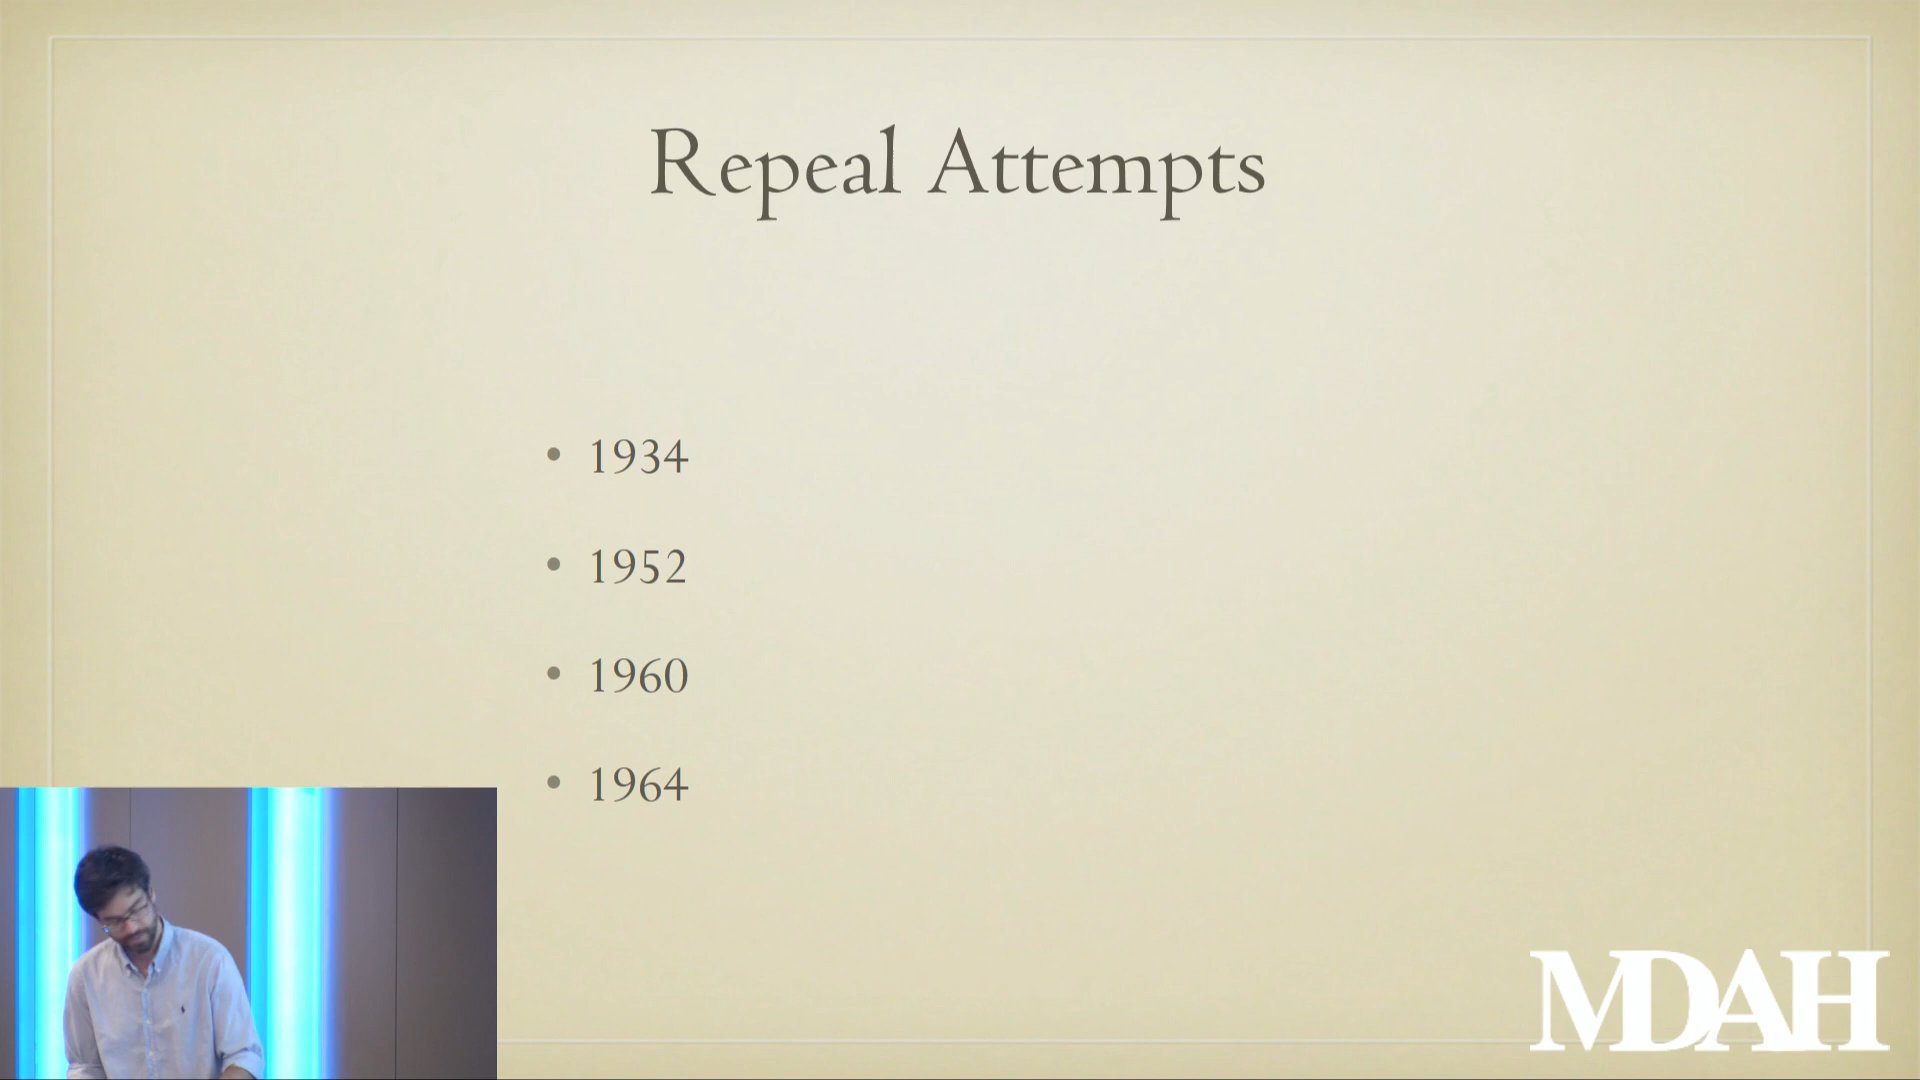 Repeal Attempts
• 1934
• 1952
• 1960
• 1964
MDAH